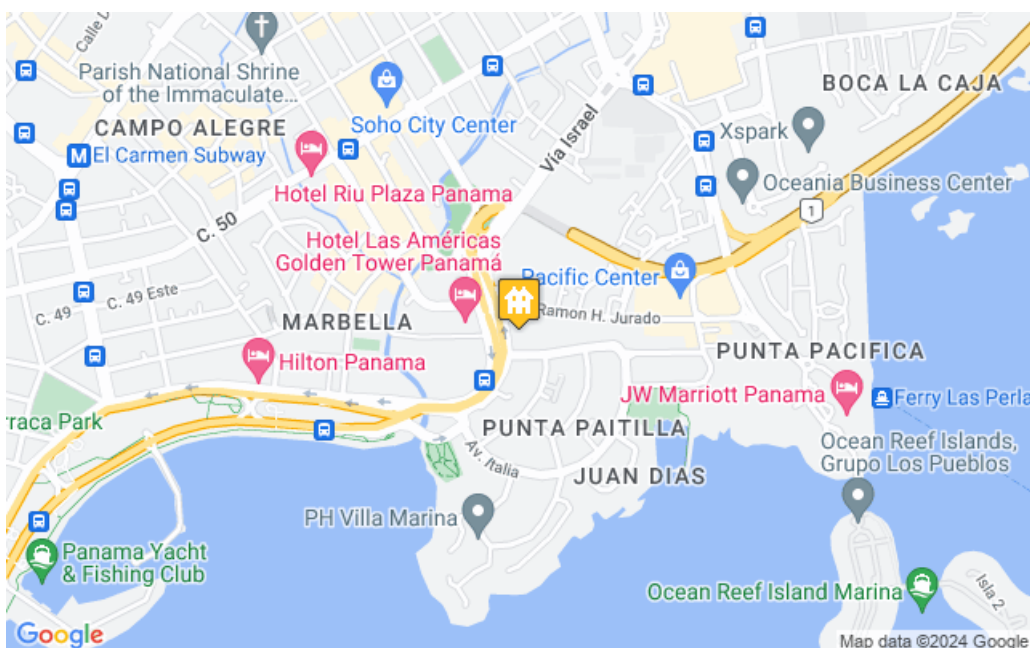 Parish National Shrine
of the Immaculate...
CAMPO ALEGRE
M
El Carmen Subway
Soho City Center
Hotel Riu Plaza Panama
Vía Israel
BOCA LA CAJA
Xspark
Oceania Business Center
1
C. 50
Hotel Las Américas
Golden Tower Panamá
Pacific Center
C. 49
C. 49 Este
MARBELLA
Ramon H. Jurado
Hilton Panama
PUNTA PACIFICA
JW Marriott Panama
Ferry Las Perla
rraca Park
PUNTA PAITILLA
Ocean Reef Islands,
Grupo Los Pueblos
Av. Italia
JUAN DIAS
PH Villa Marina
Panama Yacht
& Fishing Club
Ocean Reef Island Marina
Isla 2
Google
Map data ©2024 Google